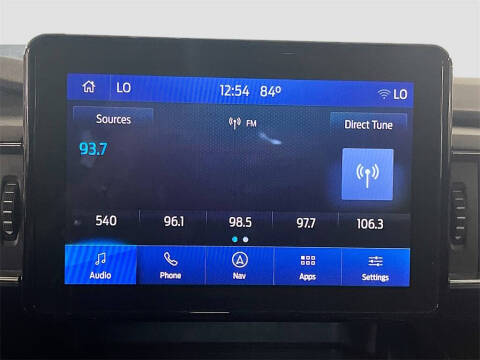 LO 12:54 84º LO
Sources FM Direct Tune
93.7
540 96.1 98.5 97.7 106.3
Audio Phone Nav Apps Settings